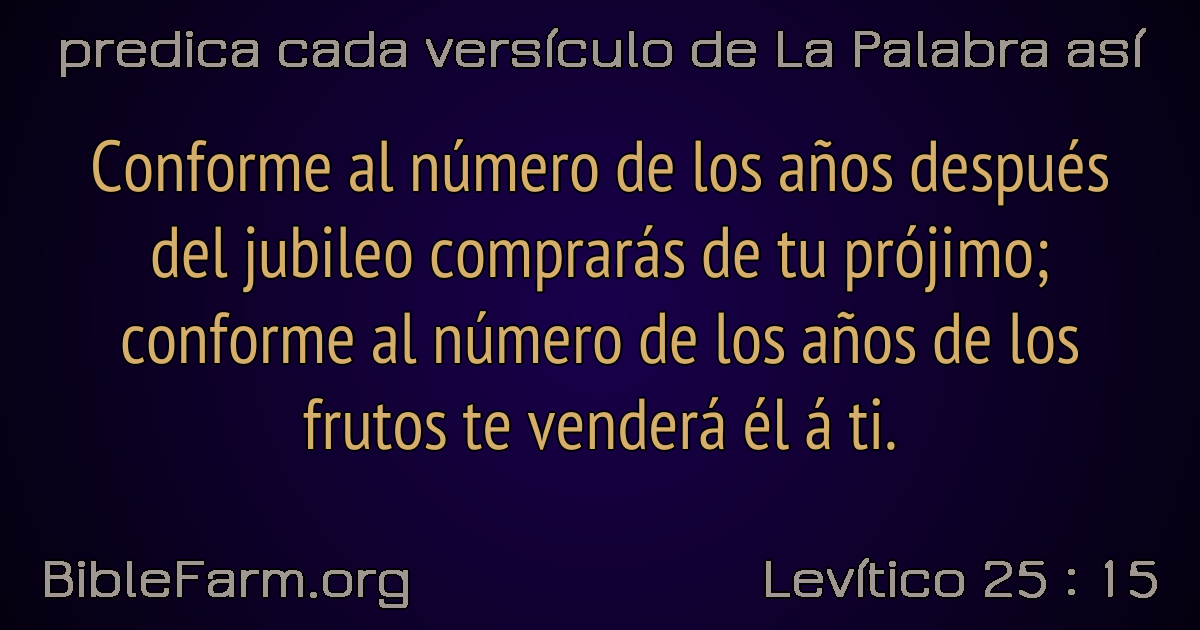 predica cada versículo de La Palabra así
Conforme al número de los años después
del jubileo comprarás de tu prójimo;
conforme al número de los años de los
frutos te venderá él á ti.
BibleFarm.org
Levítico 25 : 15